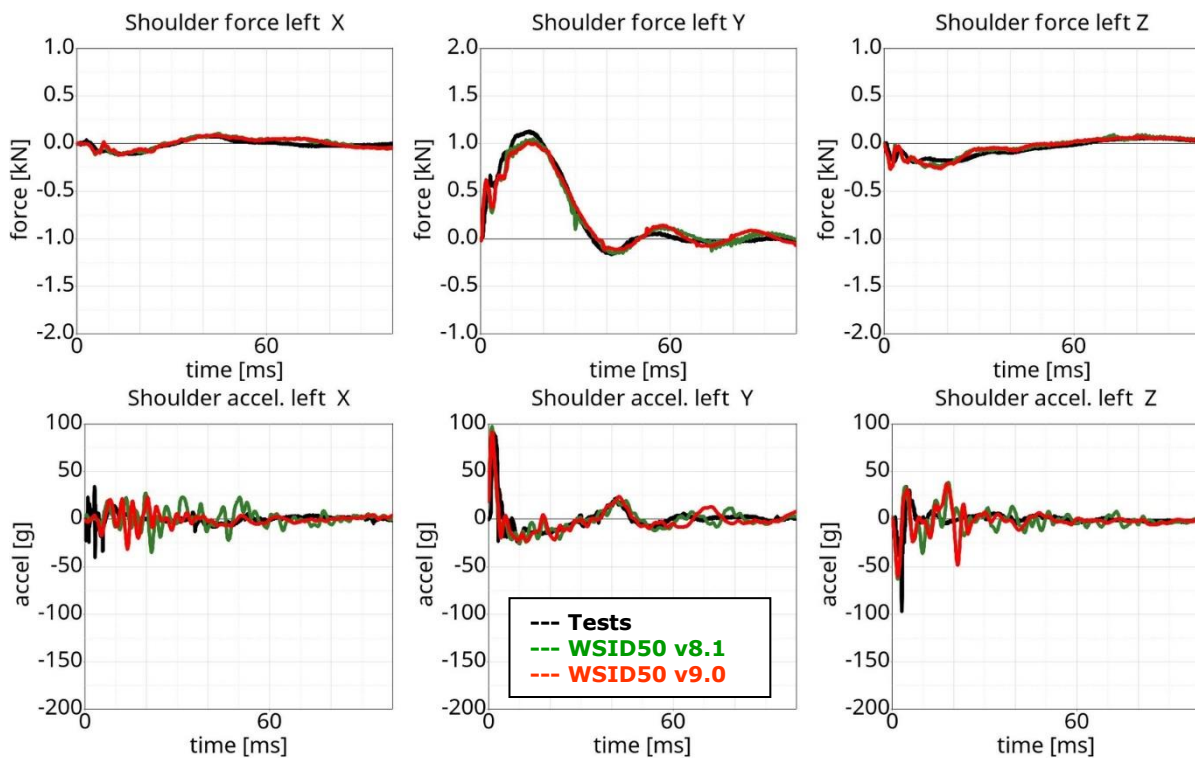 Shoulder force left X
Shoulder force left Y
Shoulder force left Z
1.0
0.5
0.0
-0.5
-1.0
-1.5
-2.0
force [kN]
0
60
time [ms]
2.0
1.5
1.0
0.5
0.0
-0.5
-1.0
force [kN]
0
60
time [ms]
1.0
0.5
0.0
-0.5
-1.0
-1.5
-2.0
force [kN]
0
60
time [ms]
Shoulder accel. left X
Shoulder accel. left Y
Shoulder accel. left Z
100
50
0
-50
-100
-150
-200
accel [g]
0
60
time [ms]
100
50
0
-50
-100
-150
-200
accel [g]
0
60
time [ms]
--- Tests
--- WSID50 v8.1
--- WSID50 v9.0
100
50
0
-50
-100
-150
-200
accel [g]
0
60
time [ms]